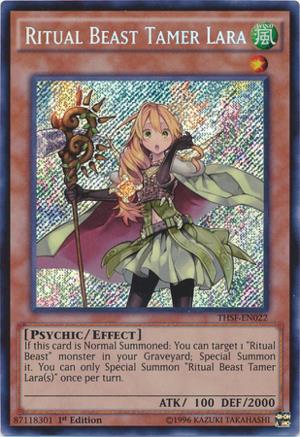 RITUAL BEAST TAMER LARA
WIND
風
THSF-EN022
[PSYCHIC/EFFECT]
If this card is Normal Summoned: You can target 1 "Ritual
Beast" monster in your Graveyard; Special Summon
it. You can only Special Summon "Ritual Beast Tamer
Lara(s)" once per turn.
ATK/ 100 DEF/2000
87118301 1st Edition ©1996 KAZUKI TAKAHASHI